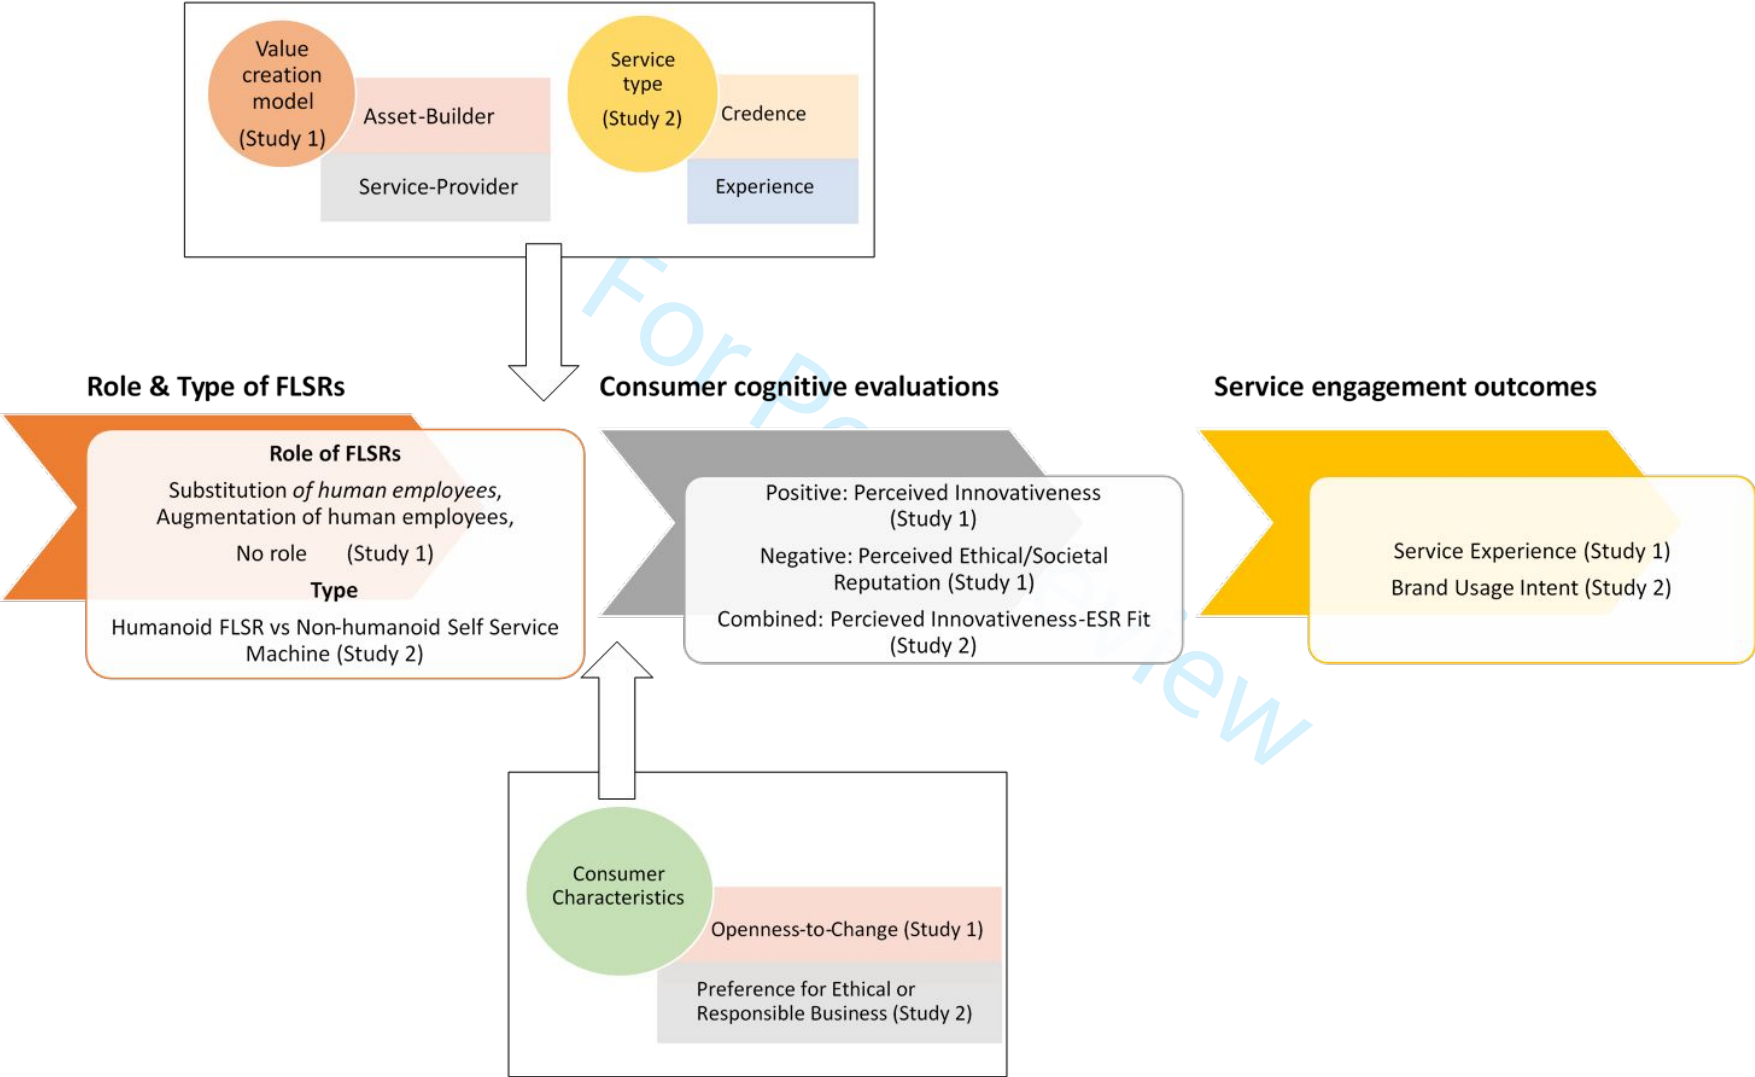 Value
creation
model
(Study 1)
Asset-Builder
Service-Provider
Service
type
(Study 2)
Credence
Experience
For Peer Review
Role & Type of FLSRs
Role of FLSRs
Substitution of human employees,
Augmentation of human employees,
No role (Study 1)
Type
Humanoid FLSR vs Non-humanoid Self Service
Machine (Study 2)
Consumer cognitive evaluations
Positive: Perceived Innovativeness
(Study 1)
Negative: Perceived Ethical/Societal
Reputation (Study 1)
Combined: Percieved Innovativeness-ESR Fit
(Study 2)
Service engagement outcomes
Service Experience (Study 1)
Brand Usage Intent (Study 2)
Consumer
Characteristics
Openness-to-Change (Study 1)
Preference for Ethical or
Responsible Business (Study 2)